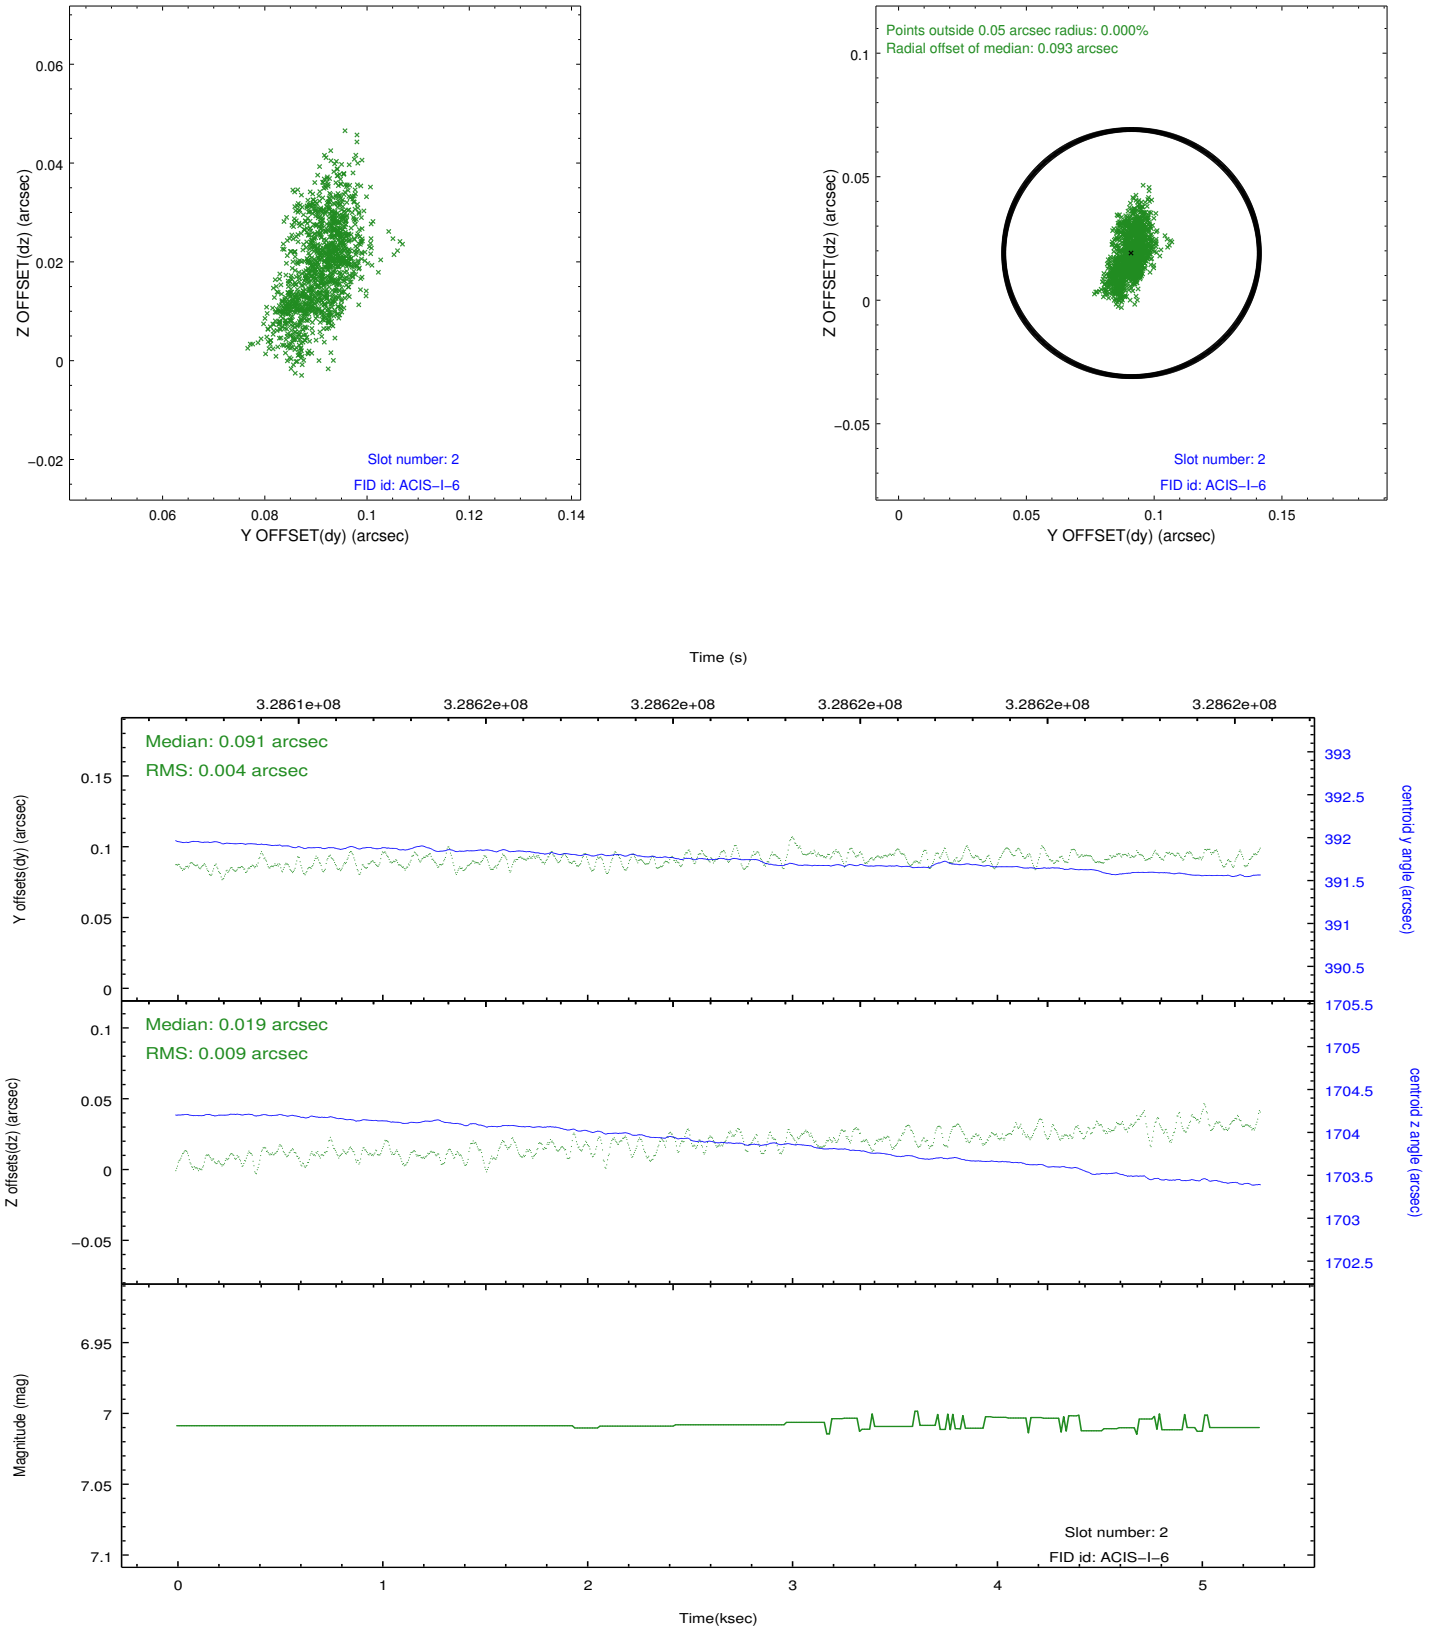 0.06
0.04
0.02
0
−0.02
Z OFFSET(dz) (arcsec)
Slot number: 2
FID id: ACIS−I−6
0.06
0.08
0.1
0.12
0.14
Y OFFSET(dy) (arcsec)
Points outside 0.05 arcsec radius: 0.000%
Radial offset of median: 0.093 arcsec
0.1
0.05
0
−0.05
Z OFFSET(dz) (arcsec)
Slot number: 2
FID id: ACIS−I−6
0
0.05
0.1
0.15
Y OFFSET(dy) (arcsec)
Time (s)
3.2861e+08
3.2862e+08
3.2862e+08
3.2862e+08
3.2862e+08
3.2862e+08
Median: 0.091 arcsec
RMS: 0.004 arcsec
0.15
0.1
0.05
0
Y offsets(dy) (arcsec)
393
392.5
392
391.5
391
390.5
centroid y angle (arcsec)
Median: 0.019 arcsec
RMS: 0.009 arcsec
0.1
0.05
0
−0.05
Z offsets(dz) (arcsec)
1705.5
1705
1704.5
1704
1703.5
1703
1702.5
centroid z angle (arcsec)
6.95
7
7.05
7.1
Magnitude (mag)
Slot number: 2
FID id: ACIS−I−6
0
1
2
3
4
5
Time(ksec)